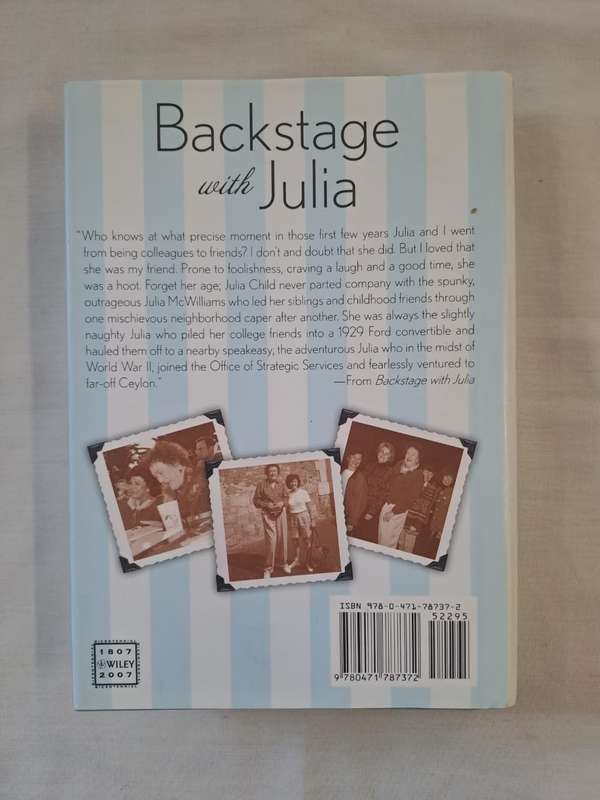 Backstage
with Julia
"Who knows at what precise moment in those first few years Julia and I went
from being colleagues to friends? I don't and doubt that she did. But I loved that
she was my friend. Prone to foolishness, craving a laugh and a good time, she
was a hoot. Forget her age; Julia Child never parted company with the spunky,
outrageous Julia McWilliams who led her siblings and childhood friends through
one mischievous neighborhood caper after another. She was always the slightly
naughty Julia who piled her college friends into a 1929 Ford convertible and
hauled them off to a nearby speakeasy; the adventurous Julia who in the midst of
World War II, joined the Office of Strategic Services and fearlessly ventured to
far-off Ceylon."
—From Backstage with Julia
ISBN 978-0-471-78737-2
52295
9 780471 787372
BICENTENNIAL
1807
WILEY
2007
BICENTENNIAL